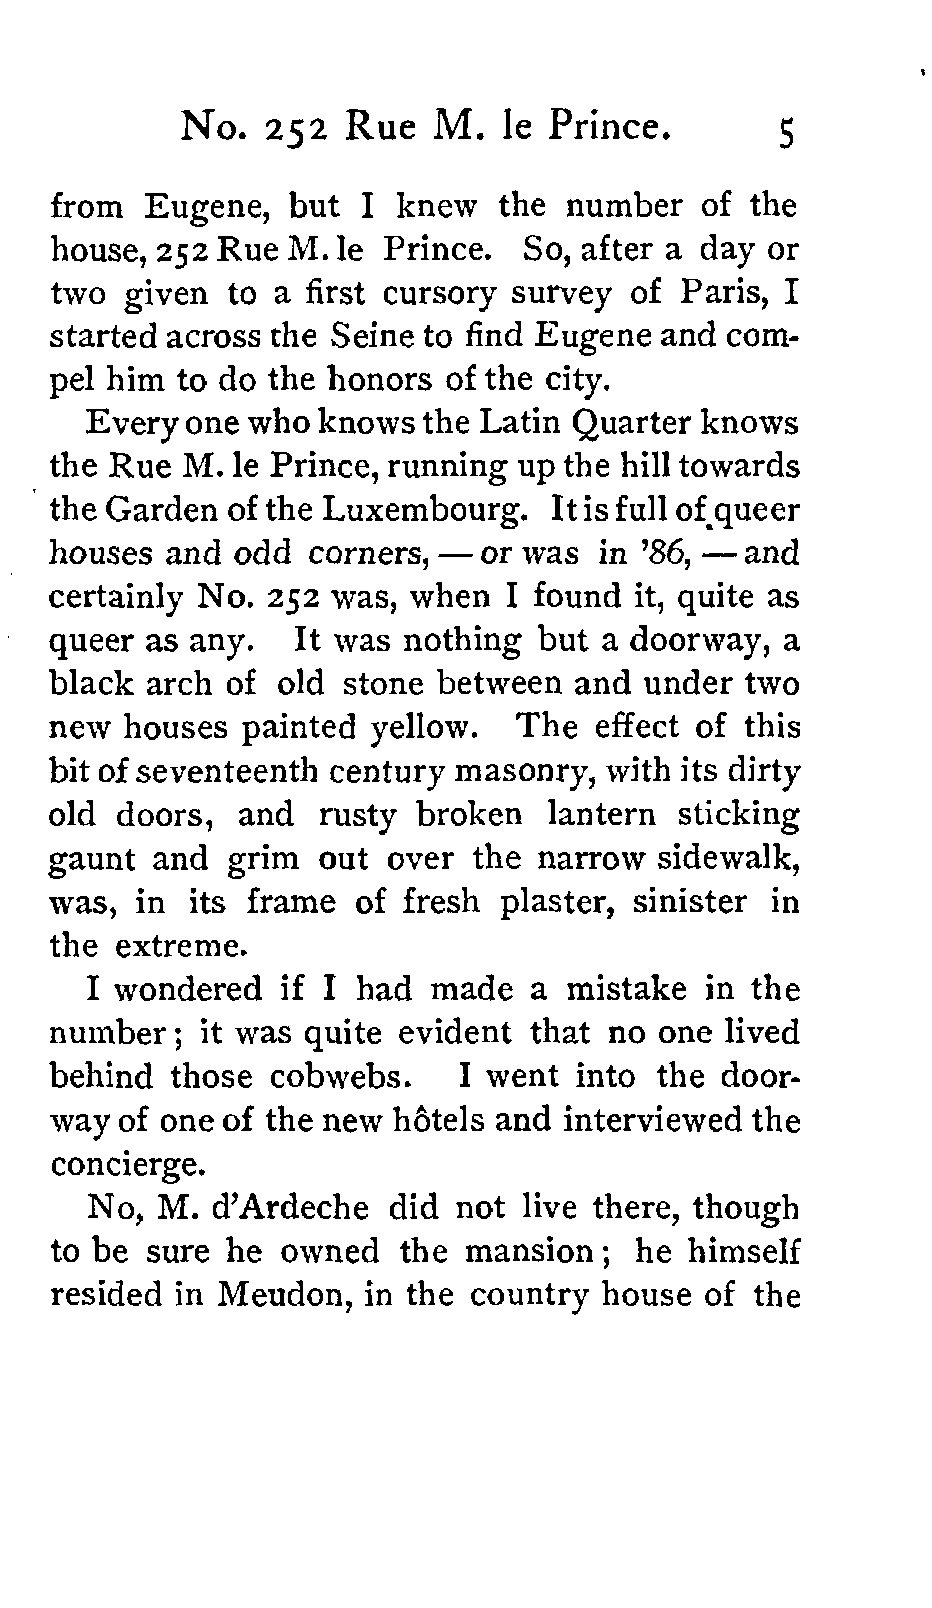 No. 252 Rue M. le Prince. 5
from Eugene, but I knew the number of the
house, 252 Rue M. le Prince. So, after a day or
two given to a first cursory survey of Paris, I
started across the Seine to find Eugene and com-
pel him to do the honors of the city.
Every one who knows the Latin Quarter knows
the Rue M. le Prince, running up the hill towards
the Garden of the Luxembourg. It is full of queer
houses and odd corners, — or was in '86, — and
certainly No. 252 was, when I found it, quite as
queer as any. It was nothing but a doorway, a
black arch of old stone between and under two
new houses painted yellow. The effect of this
bit of seventeenth century masonry, with its dirty
old doors, and rusty broken lantern sticking
gaunt and grim out over the narrow sidewalk,
was, in its frame of fresh plaster, sinister in
the extreme.
I wondered if I had made a mistake in the
number; it was quite evident that no one lived
behind those cobwebs. I went into the door-
way of one of the new hôtels and interviewed the
concierge.
No, M. d'Ardeche did not live there, though
to be sure he owned the mansion; he himself
resided in Meudon, in the country house of the